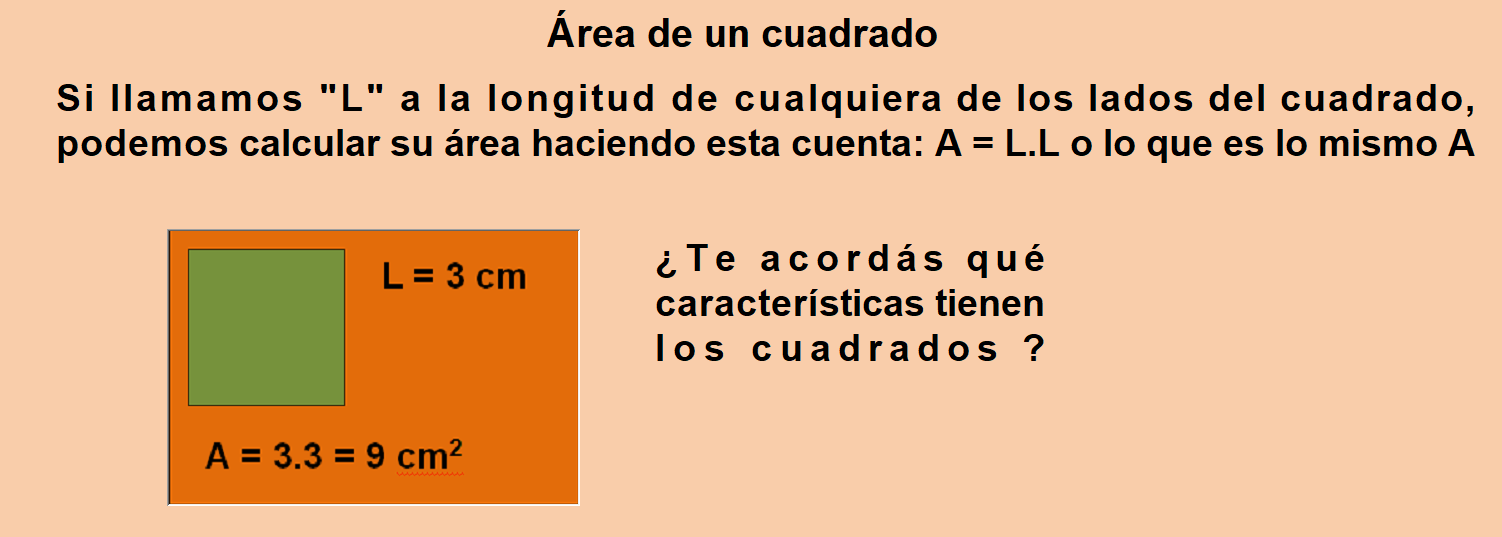 Área de un cuadrado
Si llamamos "L" a la longitud de cualquiera de los lados del cuadrado,
podemos calcular su área haciendo esta cuenta: A = L.L o lo que es lo mismo A
L = 3 cm
A = 3.3 = 9 cm²
¿Te acordás qué
características tienen
los cuadrados ?